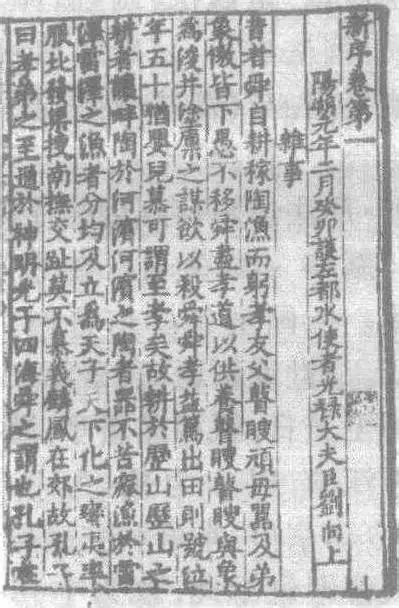 新序卷第一
陽朔元年二月癸卯護左都水使者光祿大夫臣劉向上
雜事
昔者舜自耕稼陶漁而躬孝友父瞽瞍頑母嚚及弟
象傲皆下愚不移舜盡孝道以供養瞽瞍瞽瞍與象
為浚井塗廩之謀欲以殺舜舜孝益篤出田則號泣
年五十猶嬰兒慕可謂至孝矣故耕於歷山歷山之
耕者讓畔陶於河濱河濱之陶者器不苦窳漁於雷
澤雷澤之漁者分均及立爲天子天下化之蠻夷率
服北發渠搜南撫交阯莫不慕義麟鳳在郊故孔子
曰孝弟之至通於神明光于四海舜之謂也孔子在